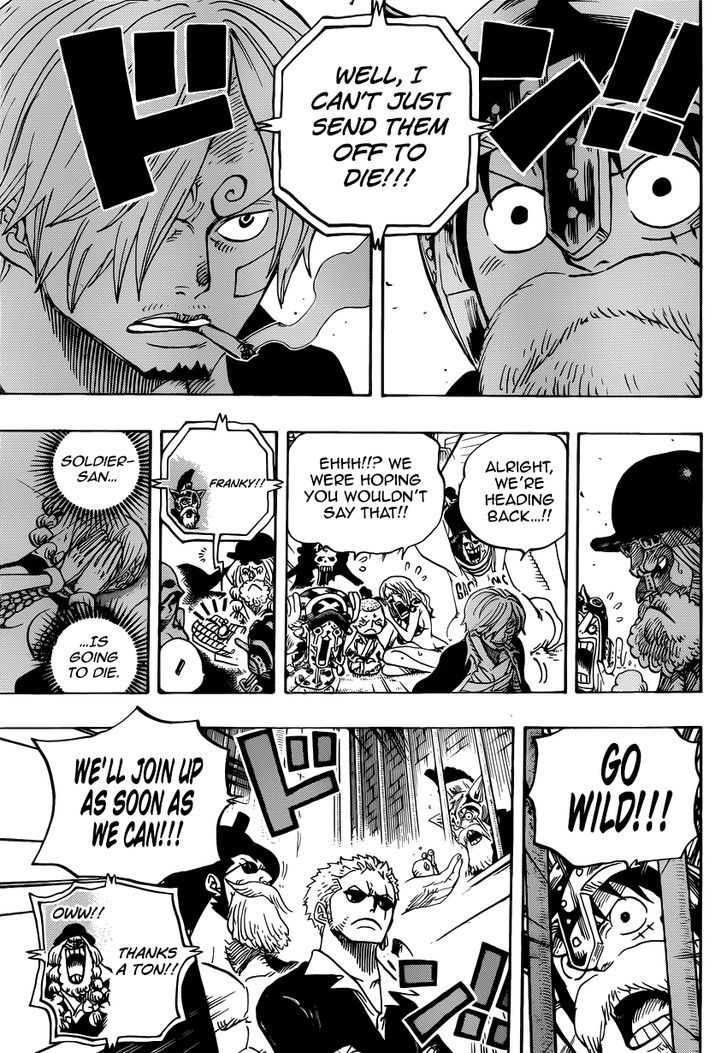 WELL, I
CAN'T JUST
SEND THEM
OFF TO
DIE!!!
ドン!!
ALRIGHT,
WE'RE
HEADING
BACK...!!
EHHH!!? WE
WERE HOPING
YOU WOULDN'T
SAY THAT!!
FRANKY!!
SOLDIER-
SAN...
...IS
GOING
TO DIE.
GO
WILD!!!
WE'LL JOIN UP
AS SOON AS
WE CAN!!!
ドン!!
OWW!!
THANKS
A TON!!